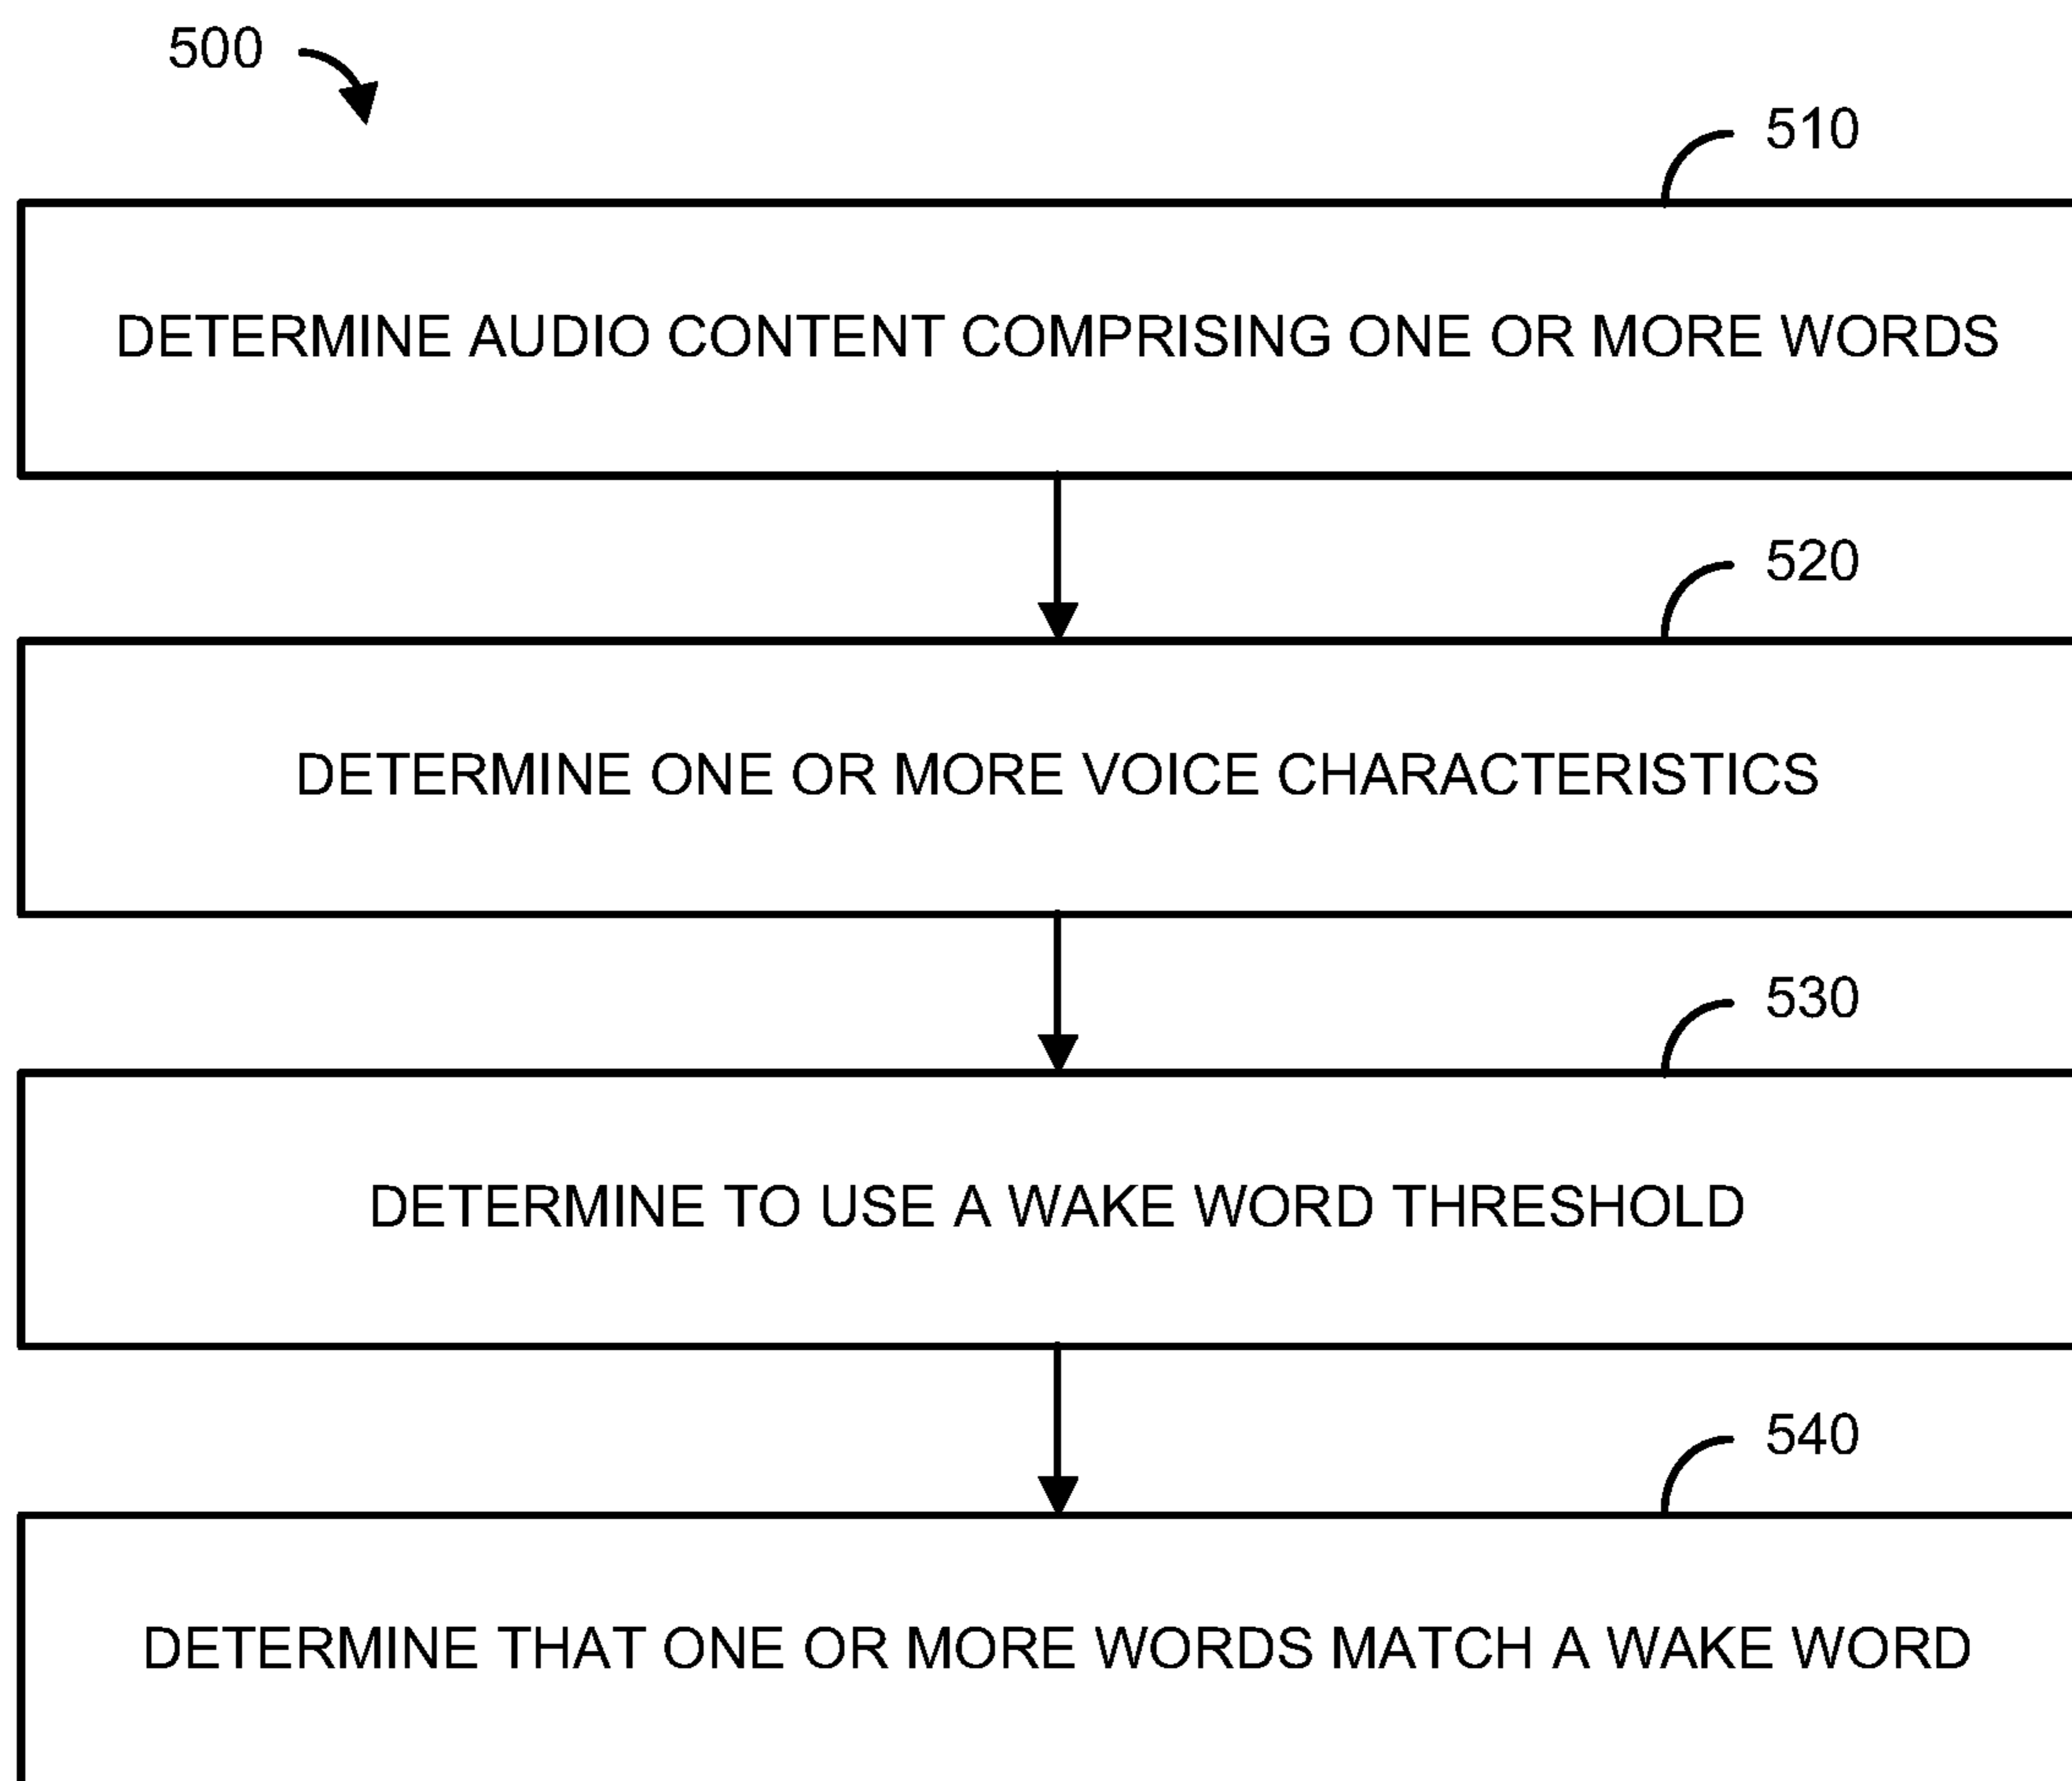 500
510
DETERMINE AUDIO CONTENT COMPRISING ONE OR MORE WORDS
520
DETERMINE ONE OR MORE VOICE CHARACTERISTICS
530
DETERMINE TO USE A WAKE WORD THRESHOLD
540
DETERMINE THAT ONE OR MORE WORDS MATCH A WAKE WORD